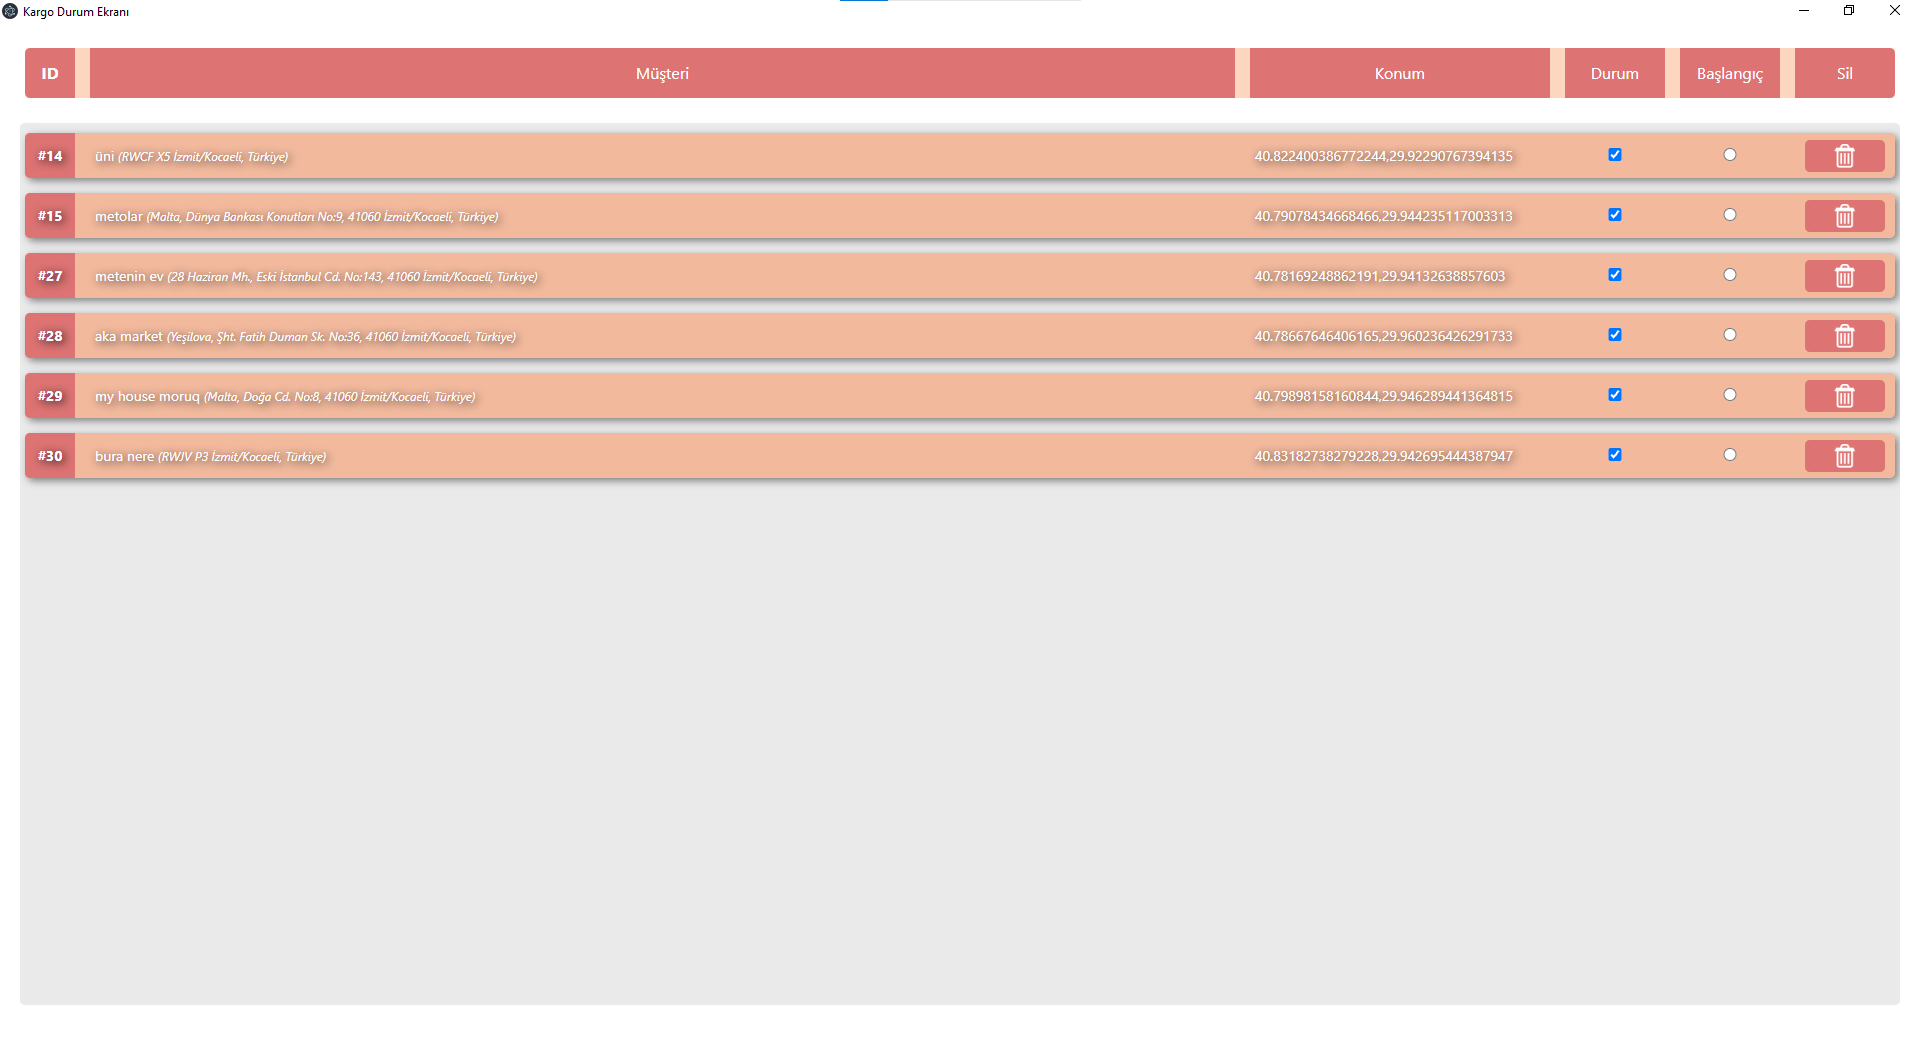 Kargo Durum Ekranı
ID Müşteri Konum Durum Başlangıç Sil
#14 üni (RWCF X5 İzmit/Kocaeli, Türkiye) 40.822400386772244,29.92290767394135
#15 metolar (Malta, Dünya Bankası Konutları No:9, 41060 İzmit/Kocaeli, Türkiye) 40.79078434668466,29.944235117003313
#27 metenin ev (28 Haziran Mh., Eski İstanbul Cd. No:143, 41060 İzmit/Kocaeli, Türkiye) 40.78169248862191,29.94132638857603
#28 aka market (Yeşilova, Şht. Fatih Duman Sk. No:36, 41060 İzmit/Kocaeli, Türkiye) 40.78667646406165,29.960236426291733
#29 my house moruq (Malta, Doğa Cd. No:8, 41060 İzmit/Kocaeli, Türkiye) 40.79898158160844,29.946289441364815
#30 bura nere (RWJV P3 İzmit/Kocaeli, Türkiye) 40.83182738279228,29.942695444387947